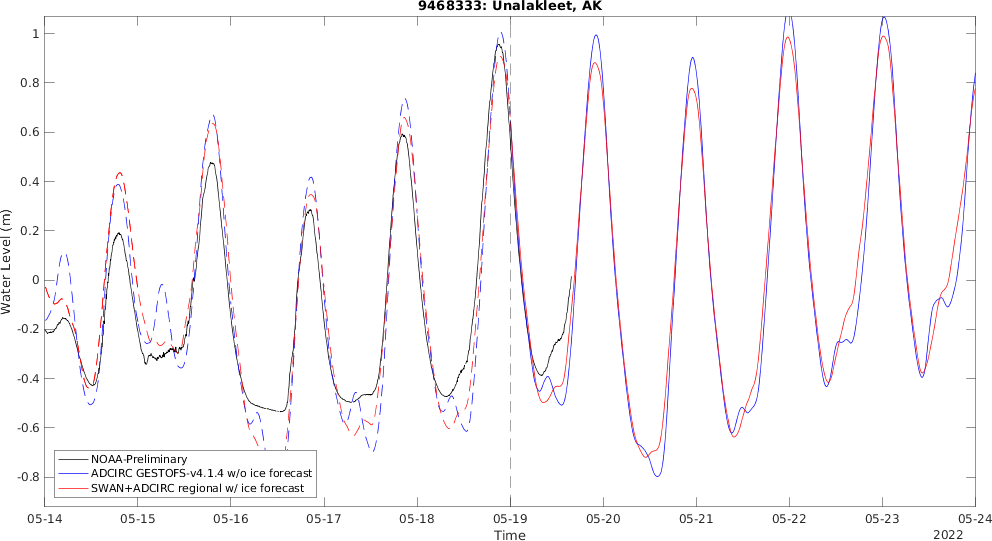 9468333: Unalakleet, AK
Water Level (m)
1
0.8
0.6
0.4
0.2
0
-0.2
-0.4
-0.6
-0.8
NOAA-Preliminary
ADCIRC GESTOFS-v4.1.4 w/o ice forecast
SWAN+ADCIRC regional w/ ice forecast
05-14 05-15 05-16 05-17 05-18 05-19 05-20 05-21 05-22 05-23 05-24
Time
2022